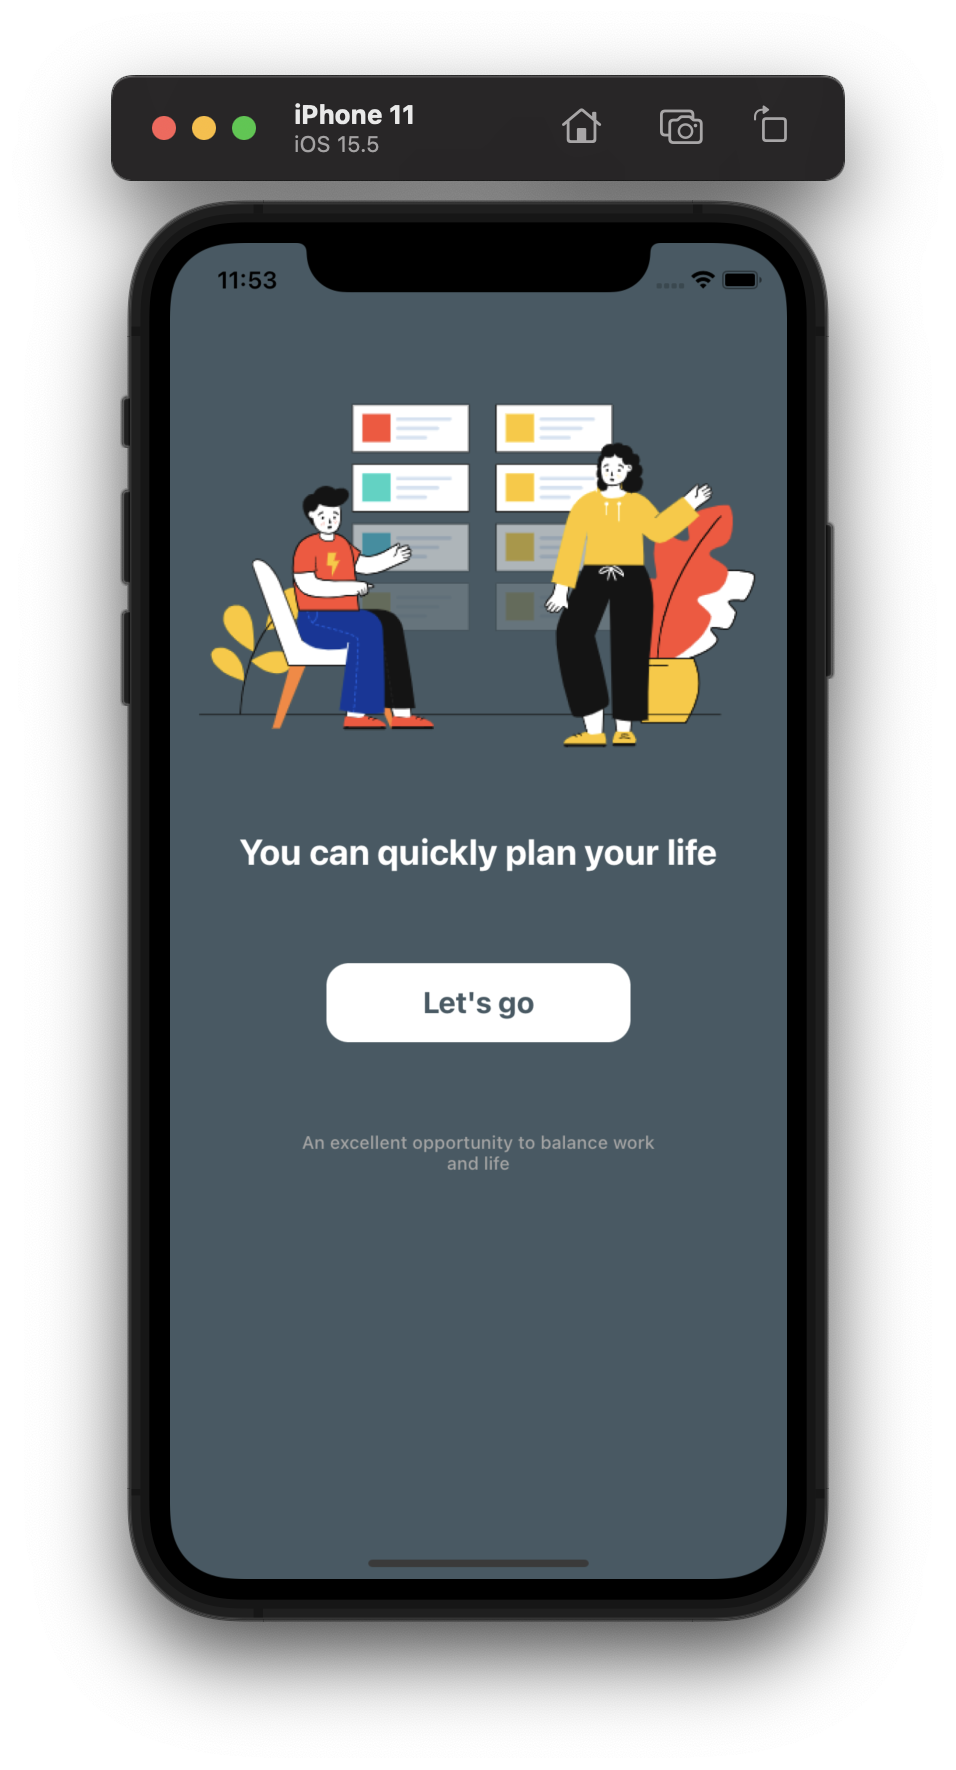 iPhone 11
iOS 15.5
11:53
You can quickly plan your life
Let's go
An excellent opportunity to balance work
and life